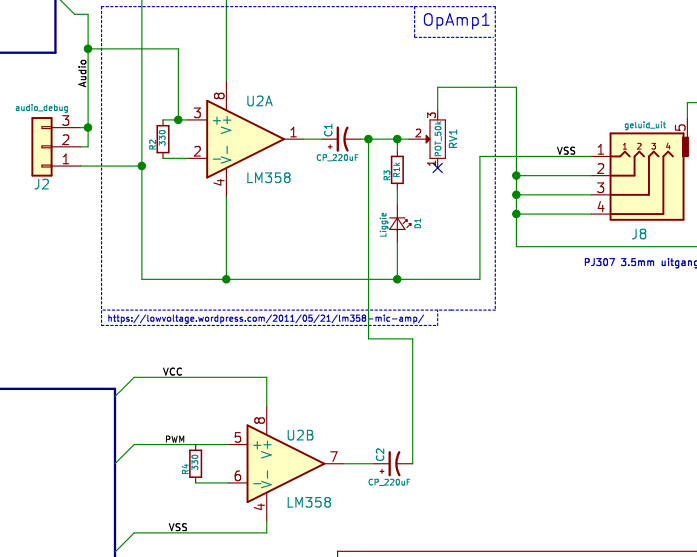 OpAmp1
Audio
audio_debug
3
2
1
J2
8
U2A
3
+
V+
R2
330
1
2
-
V-
4
LM358
C1
+
CP_220uF
3
2
POT_50k
RV1
1
R3
R1k
Liggie
D1
VSS
geluid_uit
5
1 2 3 4
1
2
3
4
J8
PJ307 3.5mm uitgang
https://lowvoltage.wordpress.com/2011/05/21/lm358-mic-amp/
VCC
8
U2B
PWM
5
+
V+
R4
330
7
6
-
V-
4
LM358
C2
+
CP_220uF
VSS